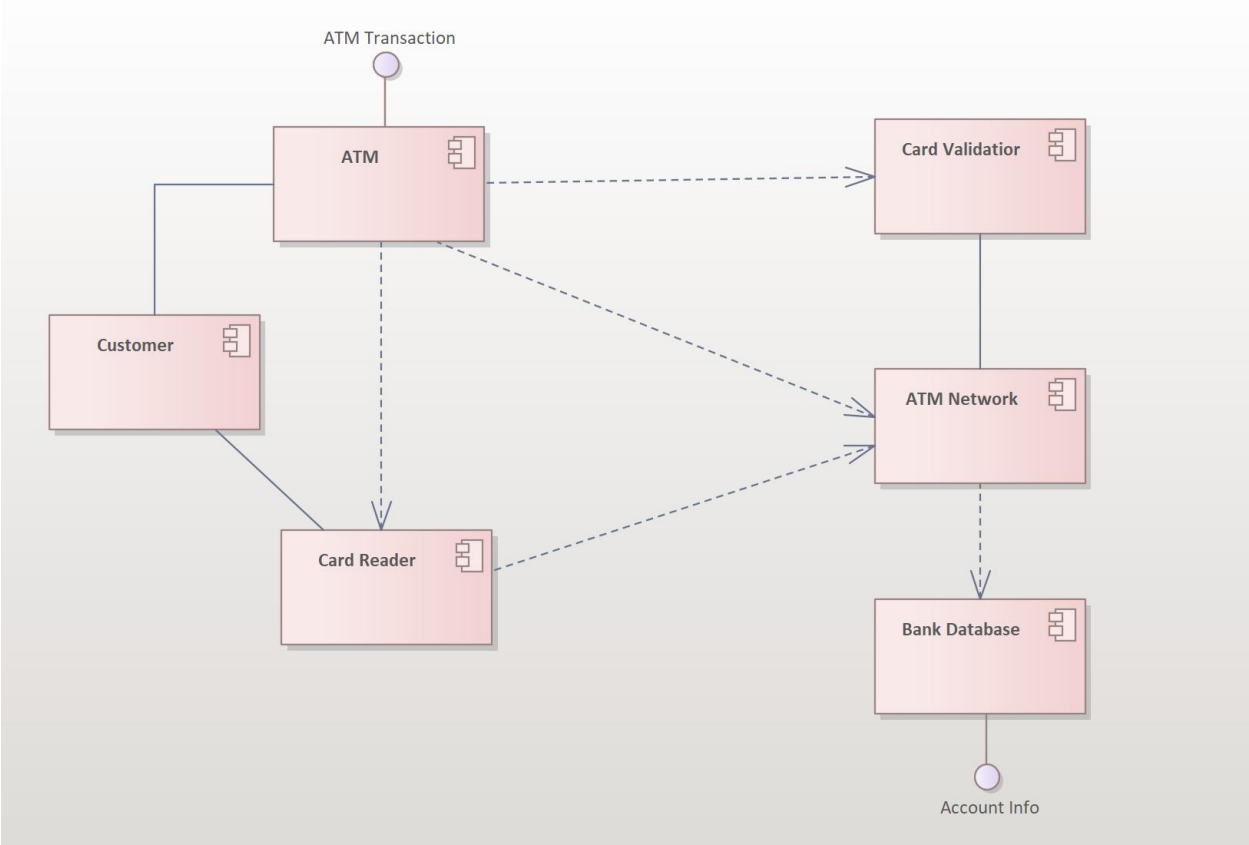 ATM Transaction
ATM
Card Validatior
Customer
ATM Network
Card Reader
Bank Database
Account Info